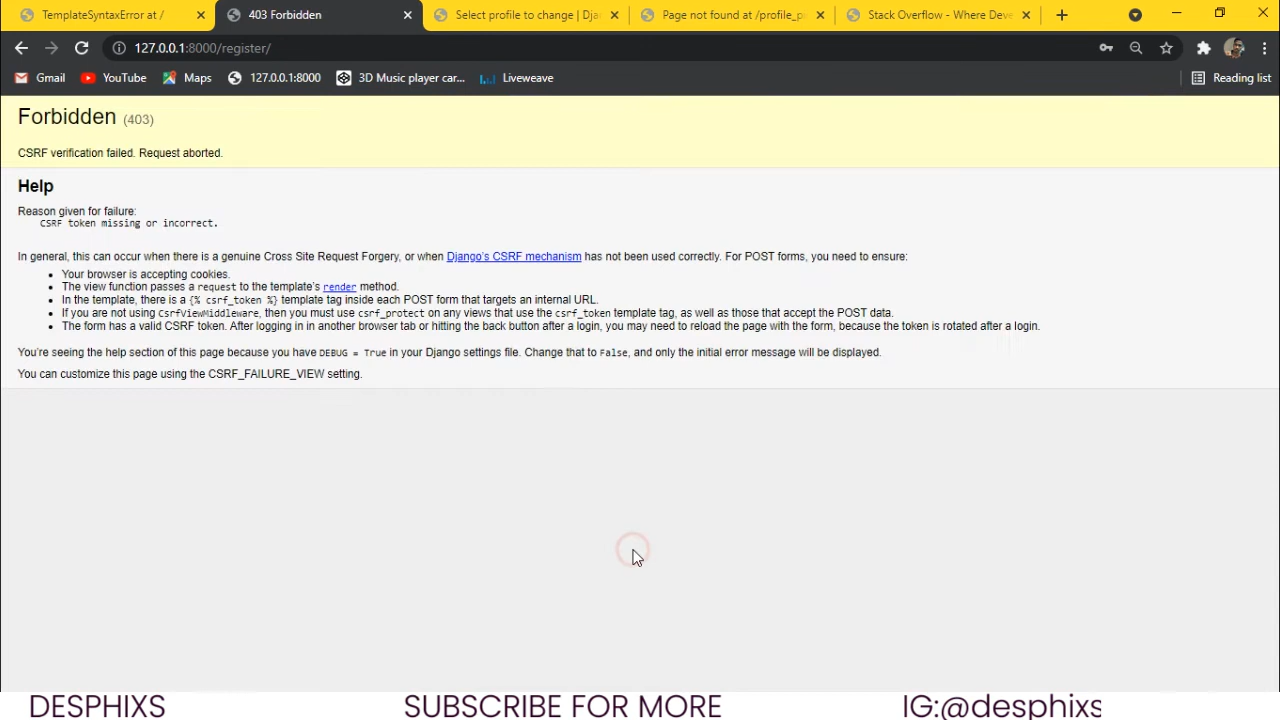 TemplateSyntaxError at /
403 Forbidden
Select profile to change | Dja
Page not found at /profile_p
Stack Overflow - Where Deve
127.0.0.1:8000/register/
Gmail
YouTube
Maps
127.0.0.1:8000
3D Music player car...
Liveweave
Reading list
Forbidden (403)
CSRF verification failed. Request aborted.
Help
Reason given for failure:
CSRF token missing or incorrect.
In general, this can occur when there is a genuine Cross Site Request Forgery, or when Django's CSRF mechanism has not been used correctly. For POST forms, you need to ensure:
Your browser is accepting cookies.
The view function passes a request to the template's render method.
In the template, there is a {% csrf_token %} template tag inside each POST form that targets an internal URL.
If you are not using CsrfViewMiddleware, then you must use csrf_protect on any views that use the csrf_token template tag, as well as those that accept the POST data.
The form has a valid CSRF token. After logging in in another browser tab or hitting the back button after a login, you may need to reload the page with the form, because the token is rotated after a login.
You're seeing the help section of this page because you have DEBUG = True in your Django settings file. Change that to False, and only the initial error message will be displayed.
You can customize this page using the CSRF_FAILURE_VIEW setting.
DESPHIXS
SUBSCRIBE FOR MORE
IG:@desphixs